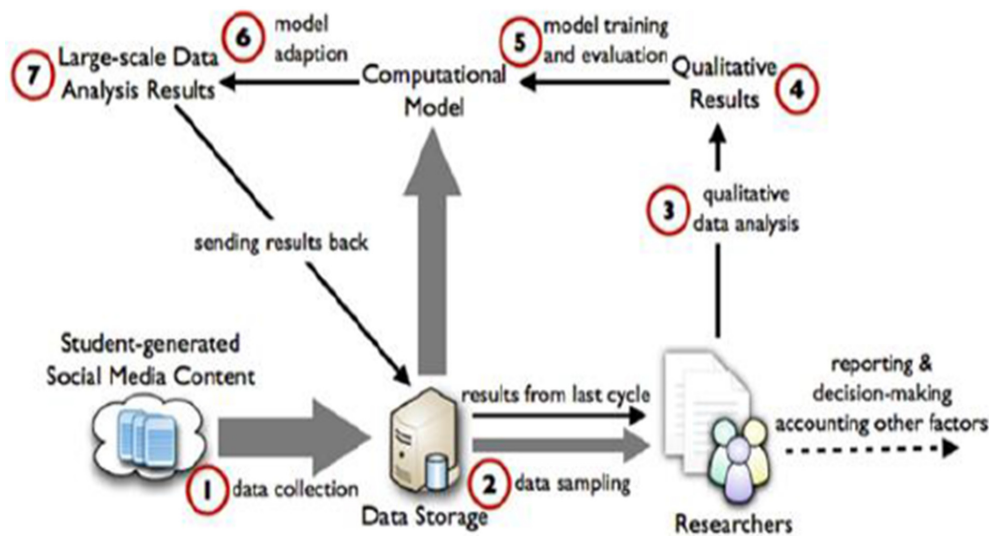 6
model
adaption
5
model training
and evaluation
7
Large-scale Data
Analysis Results
Computational
Model
Qualitative
Results
4
3
qualitative
data analysis
sending results back
Student-generated
Social Media Content
results from last cycle
reporting &
decision-making
accounting other factors
1
data collection
2
data sampling
Data Storage
Researchers